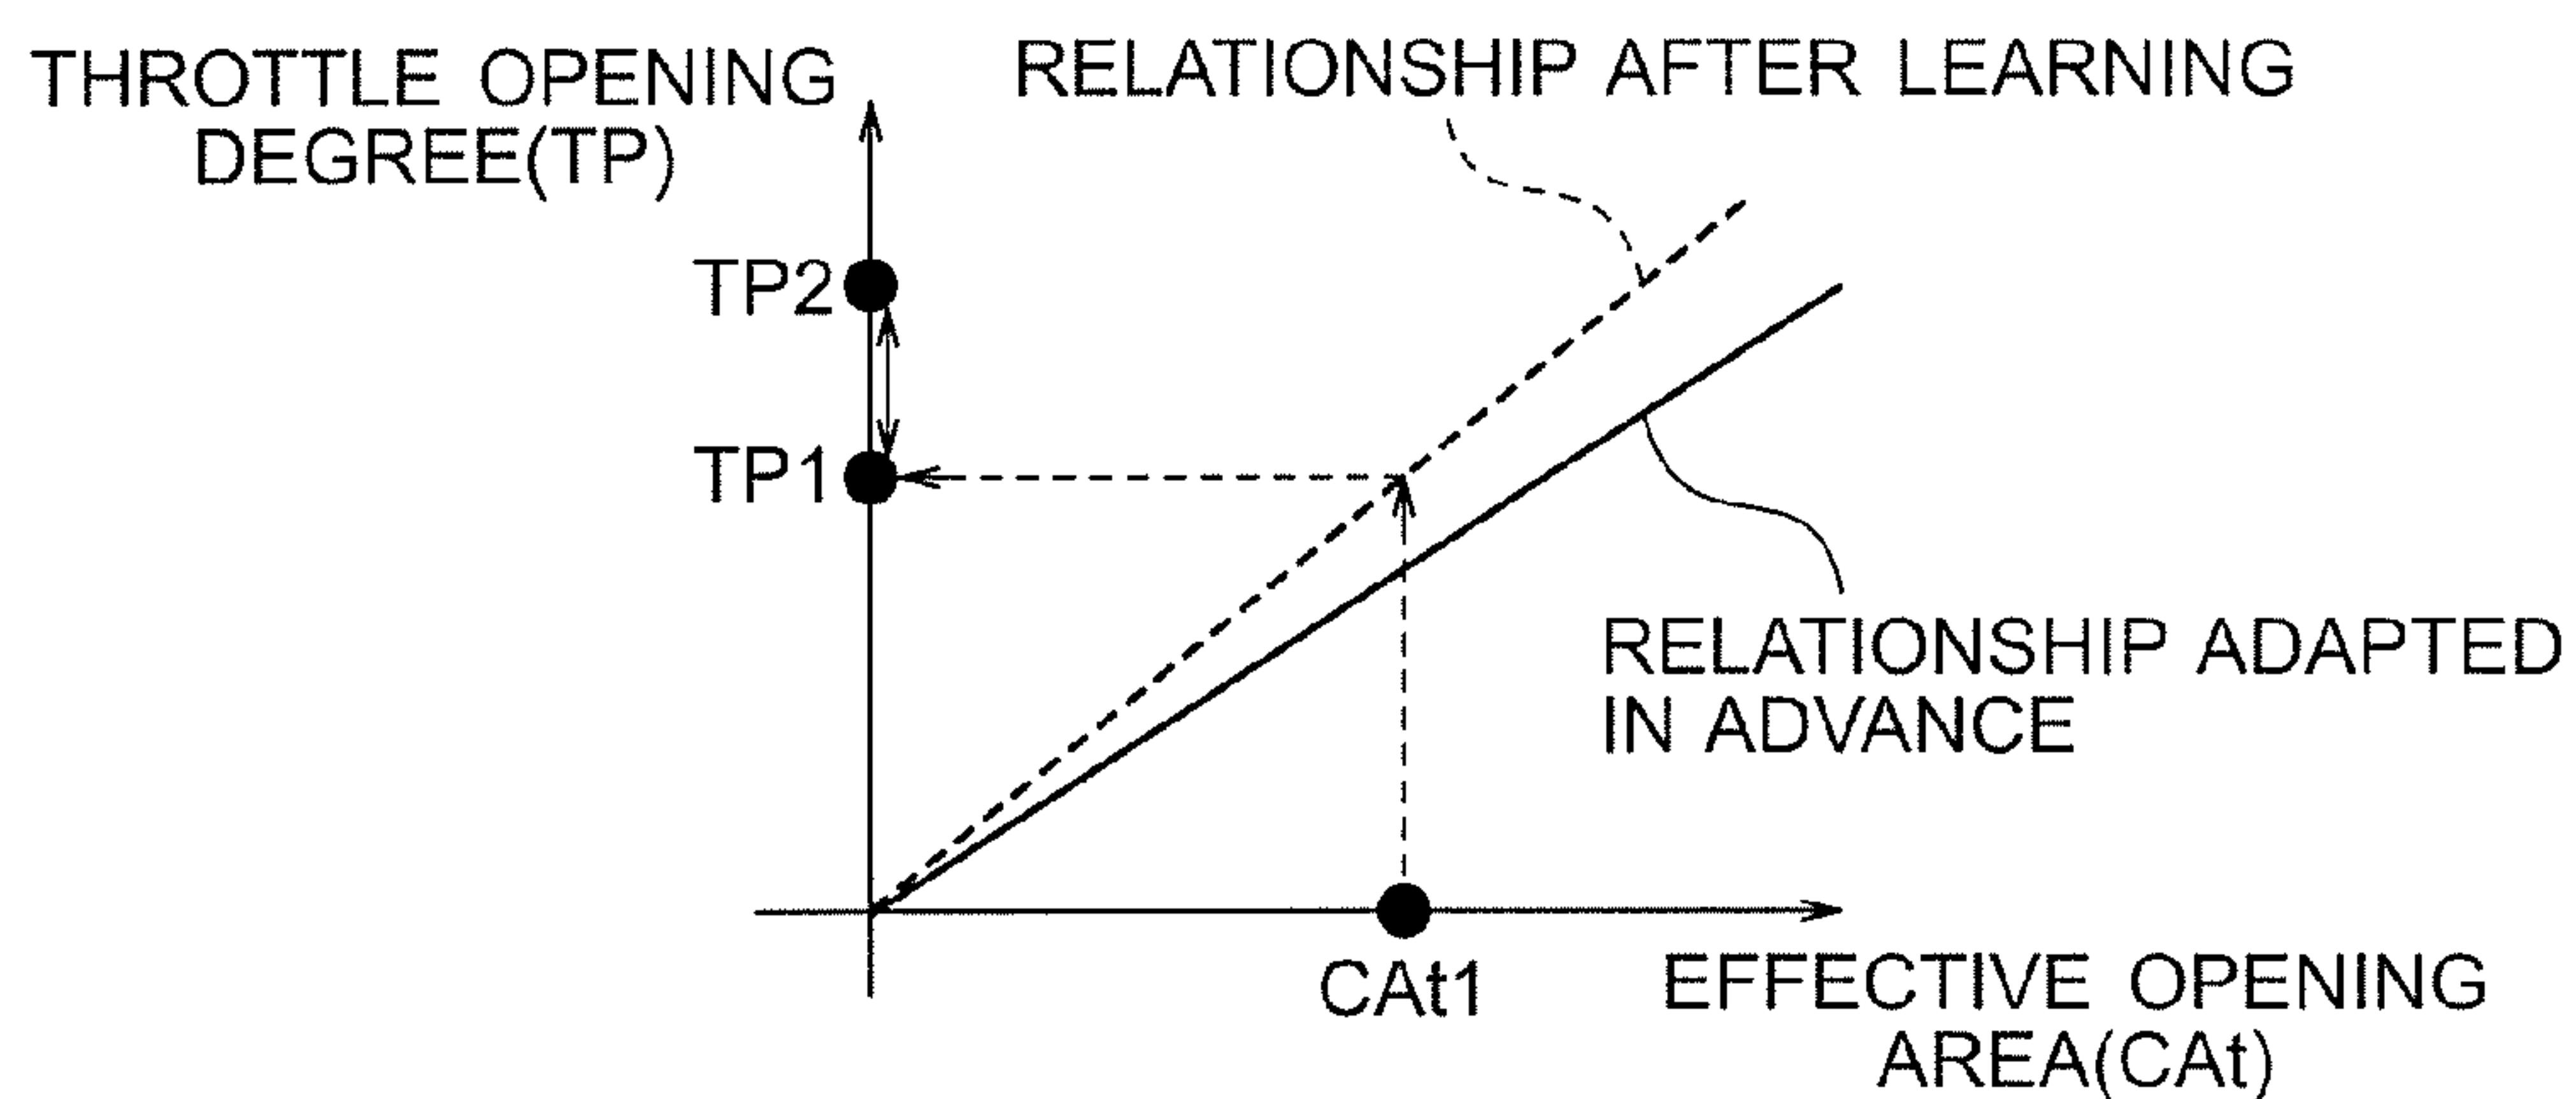 THROTTLE OPENING
DEGREE(TP)
RELATIONSHIP AFTER LEARNING
TP2
TP1
RELATIONSHIP ADAPTED
IN ADVANCE
CAt1
EFFECTIVE OPENING
AREA(CAt)